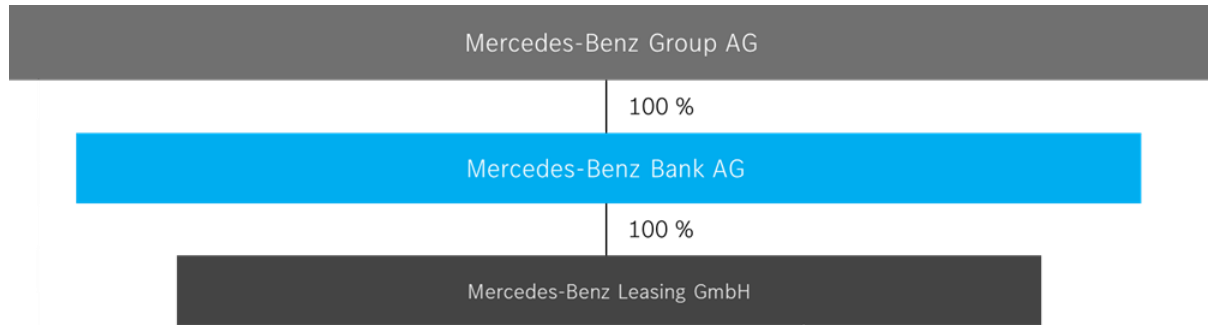 Mercedes-Benz Group AG
100 %
Mercedes-Benz Bank AG
100 %
Mercedes-Benz Leasing GmbH